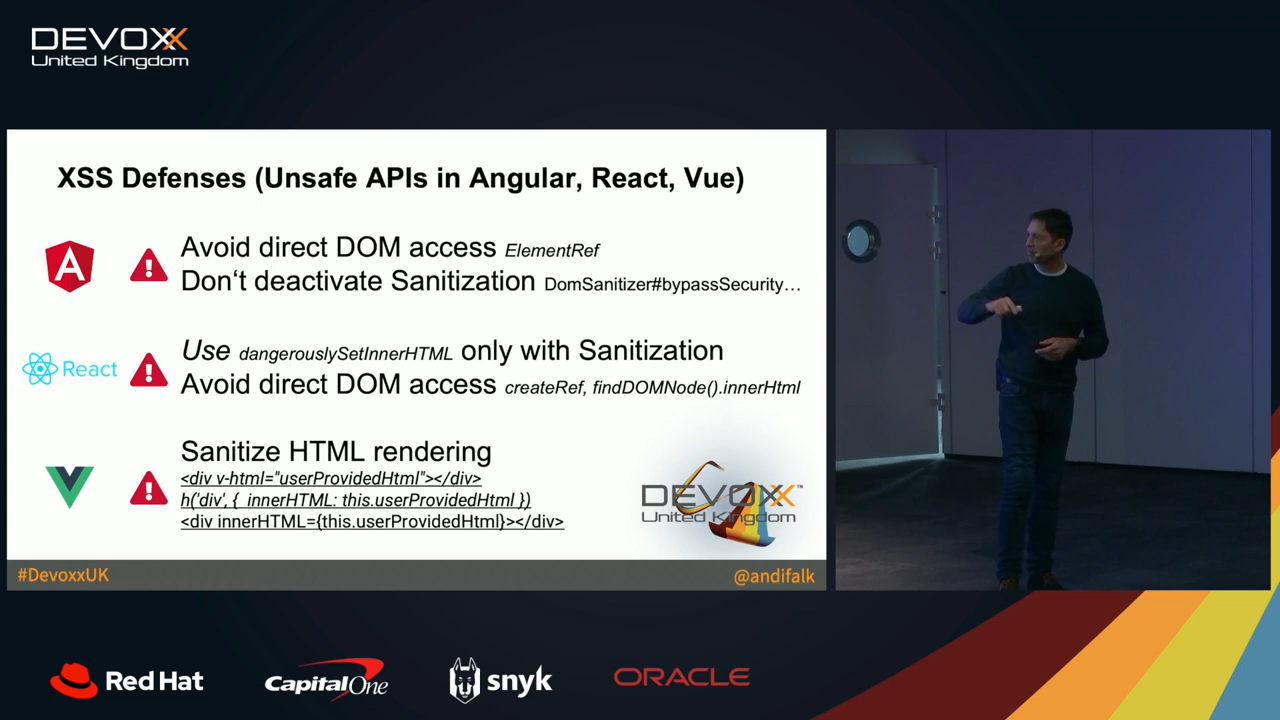 DEVOXX
United Kingdom
XSS Defenses (Unsafe APIs in Angular, React, Vue)
A
Avoid direct DOM access ElementRef
Don‘t deactivate Sanitization DomSanitizer#bypassSecurity…
React
Use dangerouslySetInnerHTML only with Sanitization
Avoid direct DOM access createRef, findDOMNode().innerHtml
Sanitize HTML rendering
<div v-html="userProvidedHtml"></div>
h('div', { innerHTML: this.userProvidedHtml })
<div innerHTML={this.userProvidedHtml}></div>
DEVOXX™
United Kingdom
#DevoxxUK
@andifalk
Red Hat
Capital One
snyk
ORACLE